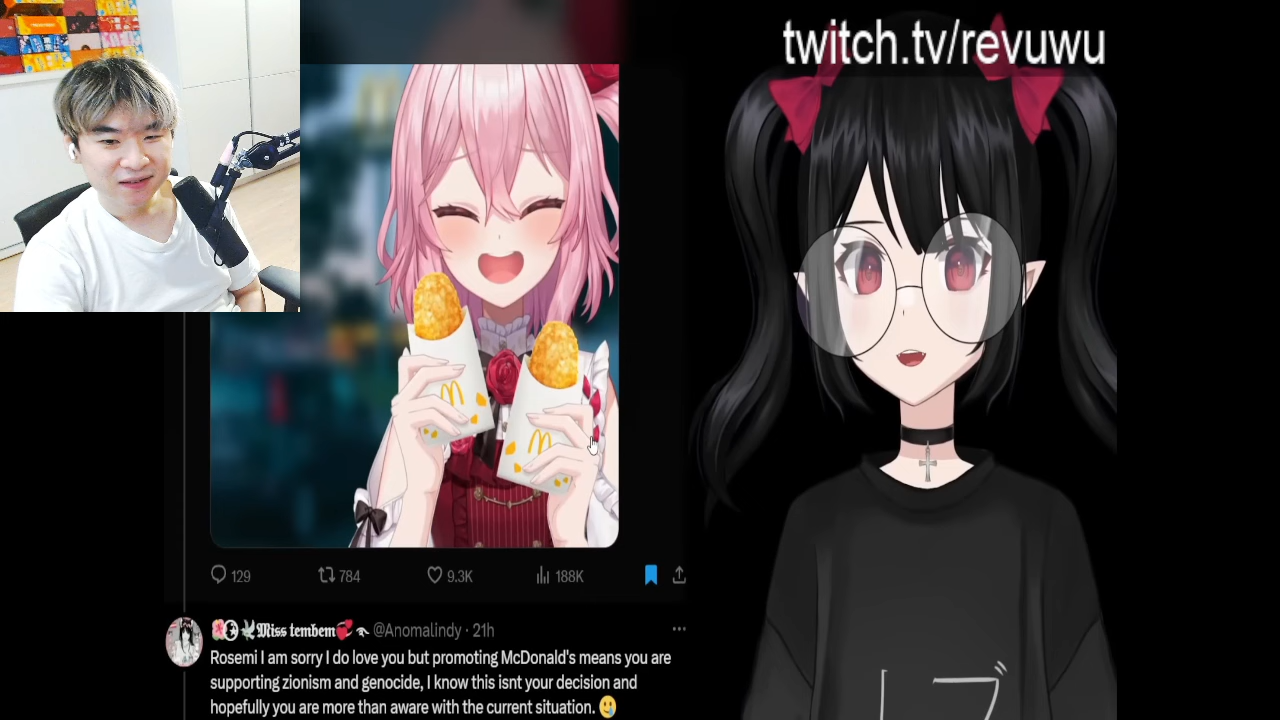 twitch.tv/revuwu
129
784
9.3K
188K
Miss tembem @Anomalindy · 21h
Rosemi I am sorry I do love you but promoting McDonald's means you are
supporting zionism and genocide, I know this isnt your decision and
hopefully you are more than aware with the current situation. 🥲
レブ